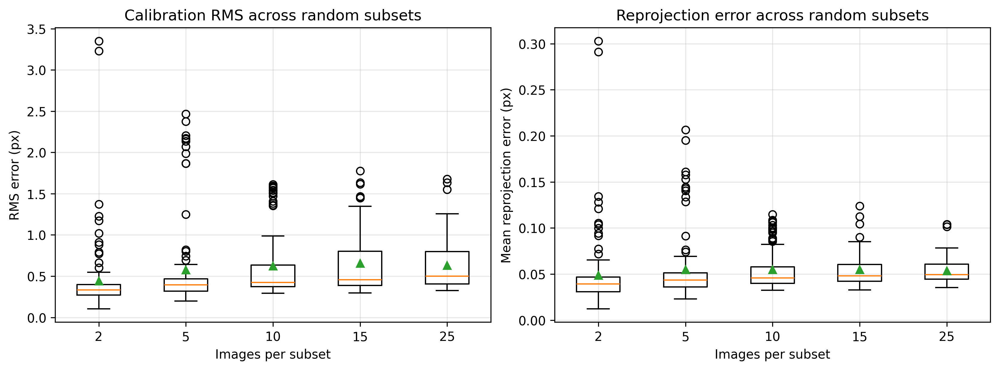 Calibration RMS across random subsets
RMS error (px)
3.5
3.0
2.5
2.0
1.5
1.0
0.5
0.0
2 5 10 15 25
Images per subset
Reprojection error across random subsets
Mean reprojection error (px)
0.30
0.25
0.20
0.15
0.10
0.05
0.00
2 5 10 15 25
Images per subset